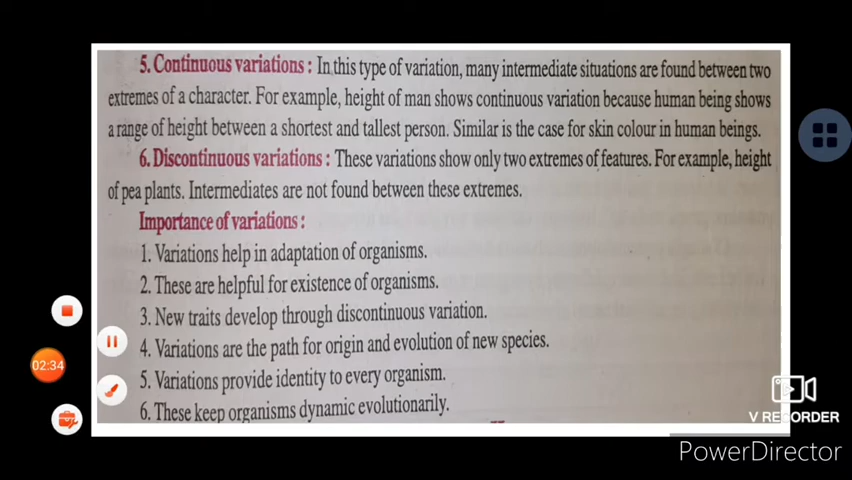 5. Continuous variations : In this type of variation, many intermediate situations are found between two
extremes of a character. For example, height of man shows continuous variation because human being shows
a range of height between a shortest and tallest person. Similar is the case for skin colour in human beings.
6. Discontinuous variations : These variations show only two extremes of features. For example, height
of pea plants. Intermediates are not found between these extremes.
Importance of variations :
1. Variations help in adaptation of organisms.
2. These are helpful for existence of organisms.
3. New traits develop through discontinuous variation.
4. Variations are the path for origin and evolution of new species.
5. Variations provide identity to every organism.
6. These keep organisms dynamic evolutionarily.
02:34
V RECORDER
PowerDirector